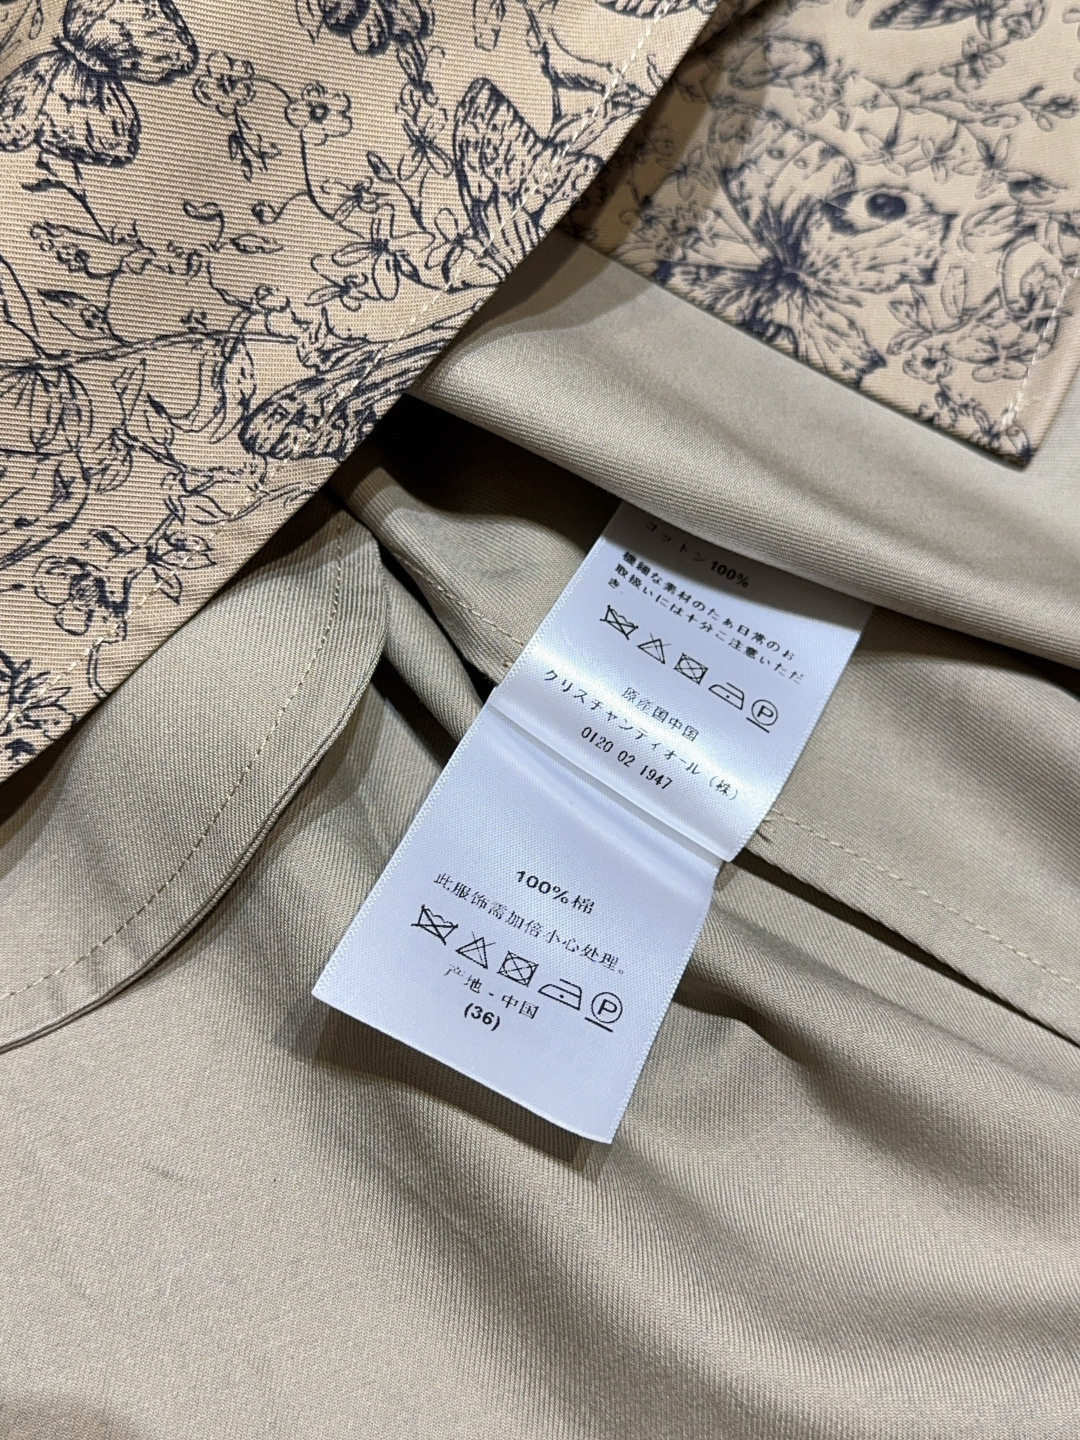 コットン100%
繊細な素材のためお日常のお
取扱いには十分ご注意いただ
き.
原産国中国
クリスチャンディオール (株)
0120 02 1947
100%棉
此服饰需加倍小心处理。
P
产地 - 中国
(36)